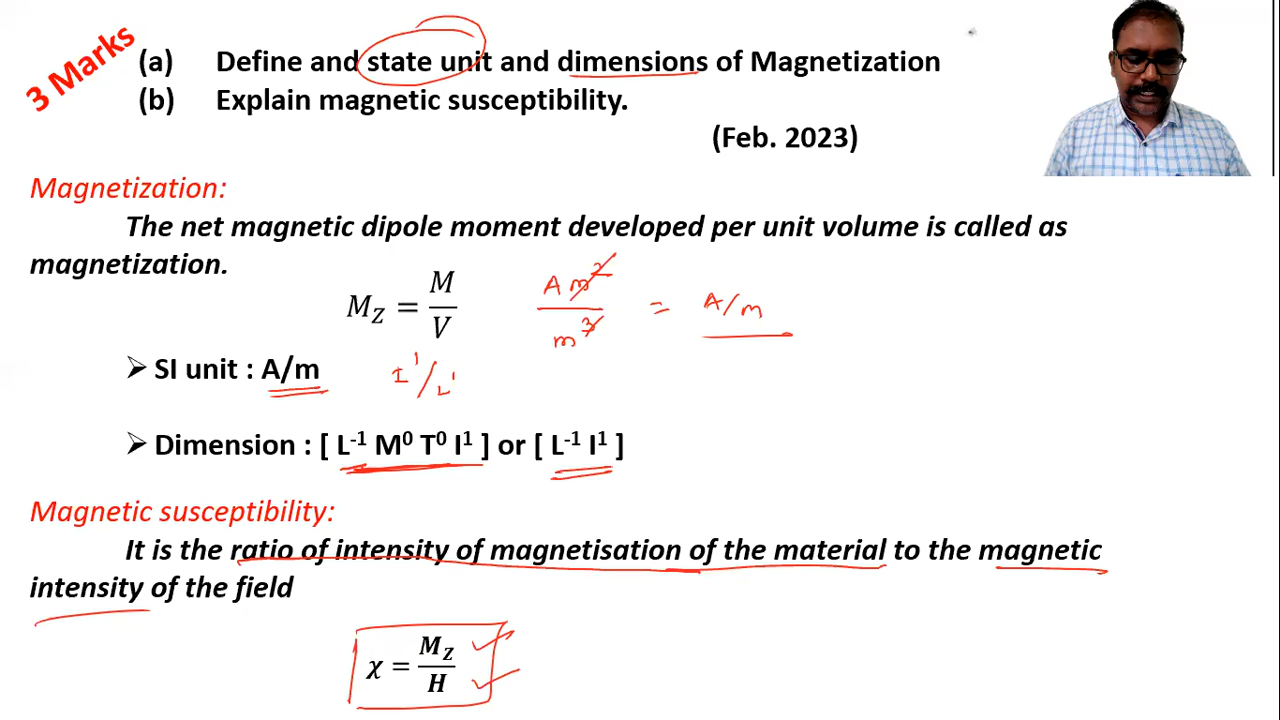 3 Marks
(a) Define and state unit and dimensions of Magnetization
(b) Explain magnetic susceptibility.
(Feb. 2023)
Magnetization:
The net magnetic dipole moment developed per unit volume is called as
magnetization.
M_Z = M/V   A m² / m³ = A/m
➢ SI unit : A/m   I¹/L¹
➢ Dimension : [ L⁻¹ M⁰ T⁰ I¹ ] or [ L⁻¹ I¹ ]
Magnetic susceptibility:
It is the ratio of intensity of magnetisation of the material to the magnetic
intensity of the field
χ = M_Z/H